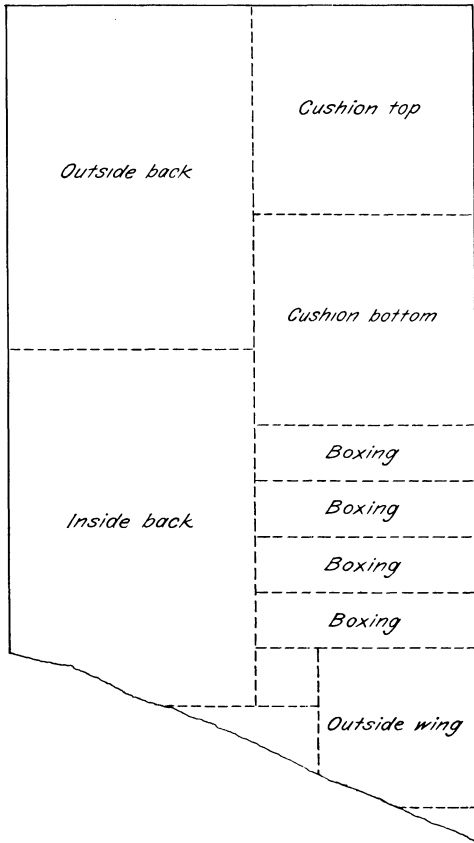 Cushion top
Outside back
Cushion bottom
Boxing
Inside back
Boxing
Boxing
Boxing
Outside wing